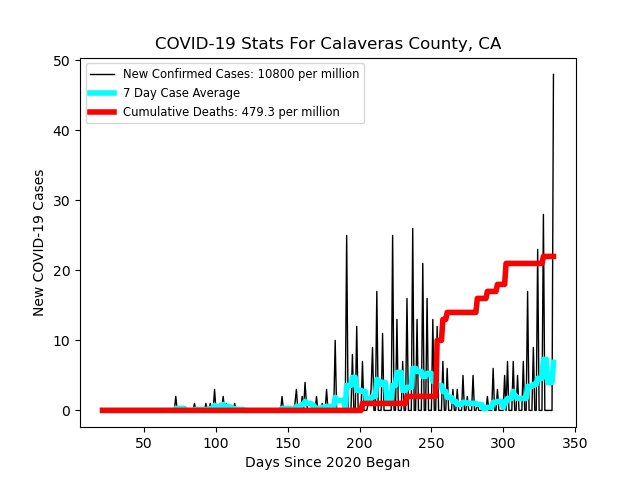 COVID-19 Stats For Calaveras County, CA
New Confirmed Cases: 10800 per million
7 Day Case Average
Cumulative Deaths: 479.3 per million
New COVID-19 Cases
50
40
30
20
10
0
50 100 150 200 250 300 350
Days Since 2020 Began